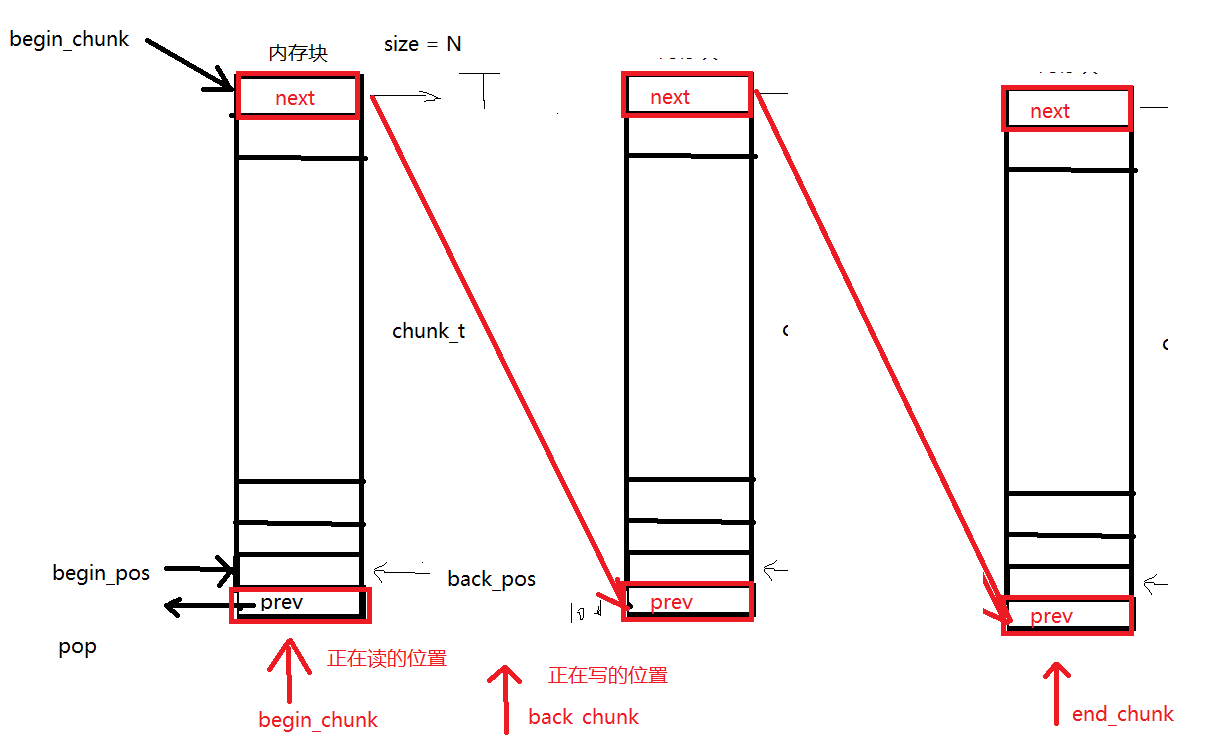 begin_chunk
内存块
size = N
next
next
next
chunk_t
c
c
begin_pos
back_pos
prev
prev
prev
pop
正在读的位置
正在写的位置
begin_chunk
back chunk
end_chunk